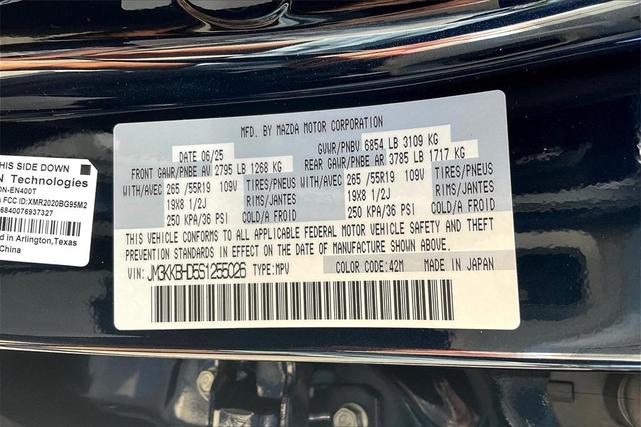 THIS SIDE DOWN
N Technologies
N-EN400T
FCC ID: XMR2020BG95M2
6840076937327
d in Arlington,Texas
China
MFD. BY MAZDA MOTOR CORPORATION
DATE 06/25
GVWR/PNBV 6854 LB 3109 KG
FRONT GAWR/PNBE AV 2795 LB 1268 KG
REAR GAWR/PNBE AR 3785 LB 1717 KG
WITH/AVEC 265 /55R19 109V TIRES/PNEUS
WITH/AVEC 265 /55R19 109V TIRES/PNEUS
19X8 1/2J RIMS/JANTES
19X8 1/2J RIMS/JANTES
250 KPA/36 PSI COLD/A FROID
250 KPA/36 PSI COLD/A FROID
THIS VEHICLE CONFORMS TO ALL APPLICABLE FEDERAL MOTOR VEHICLE SAFETY AND THEFT
PREVENTION STANDARDS IN EFFECT ON THE DATE OF MANUFACTURE SHOWN ABOVE.
VIN: JM3KKBHD5S1255026 TYPE:MPV COLOR CODE:42M MADE IN JAPAN